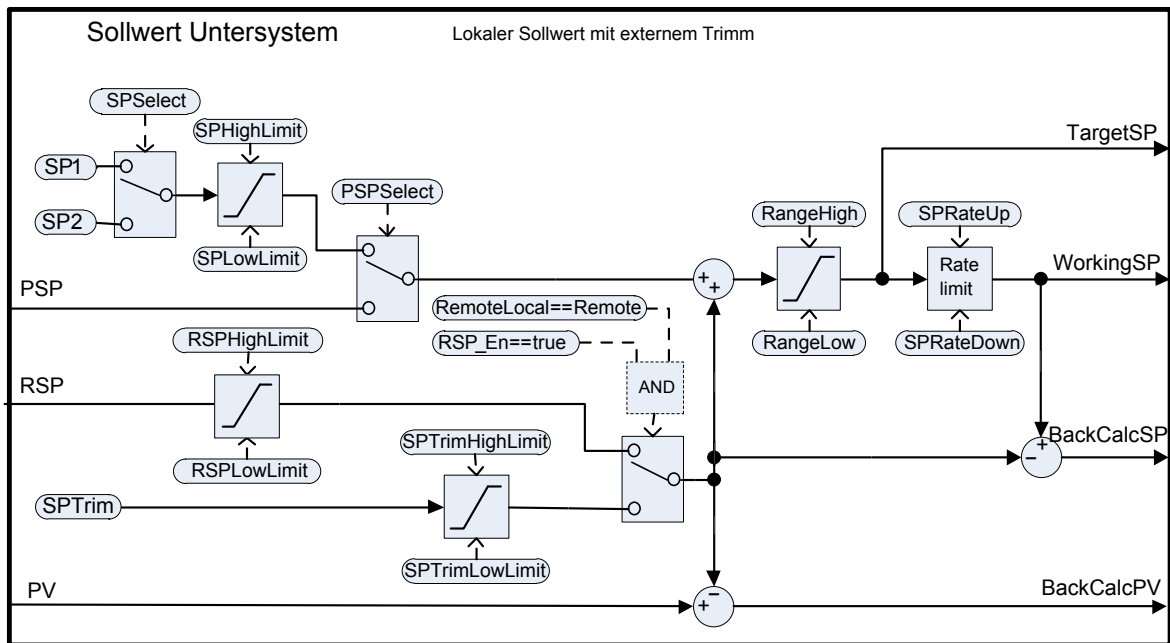 Sollwert Untersystem
Lokaler Sollwert mit externem Trimm
SPSelect
SPHighLimit
TargetSP
SP1
PSPSelect
SP2
RangeHigh
SPRateUp
SPLowLimit
Rate
limit
WorkingSP
PSP
+
+
RemoteLocal==Remote
RSP_En==true
RangeLow
SPRateDown
RSPHighLimit
RSP
AND
SPTrimHighLimit
BackCalcSP
+
-
RSPLowLimit
SPTrim
SPTrimLowLimit
PV
BackCalcPV
-
+